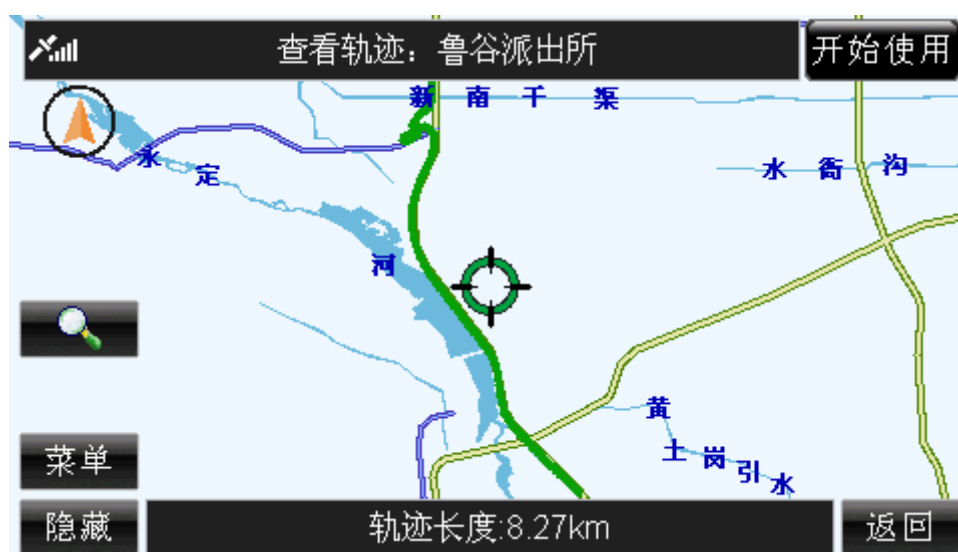 查看轨迹：鲁谷派出所
开始使用
新南干渠
永定河
水衙沟
黄土岗引水
菜单
隐藏
轨迹长度:8.27km
返回